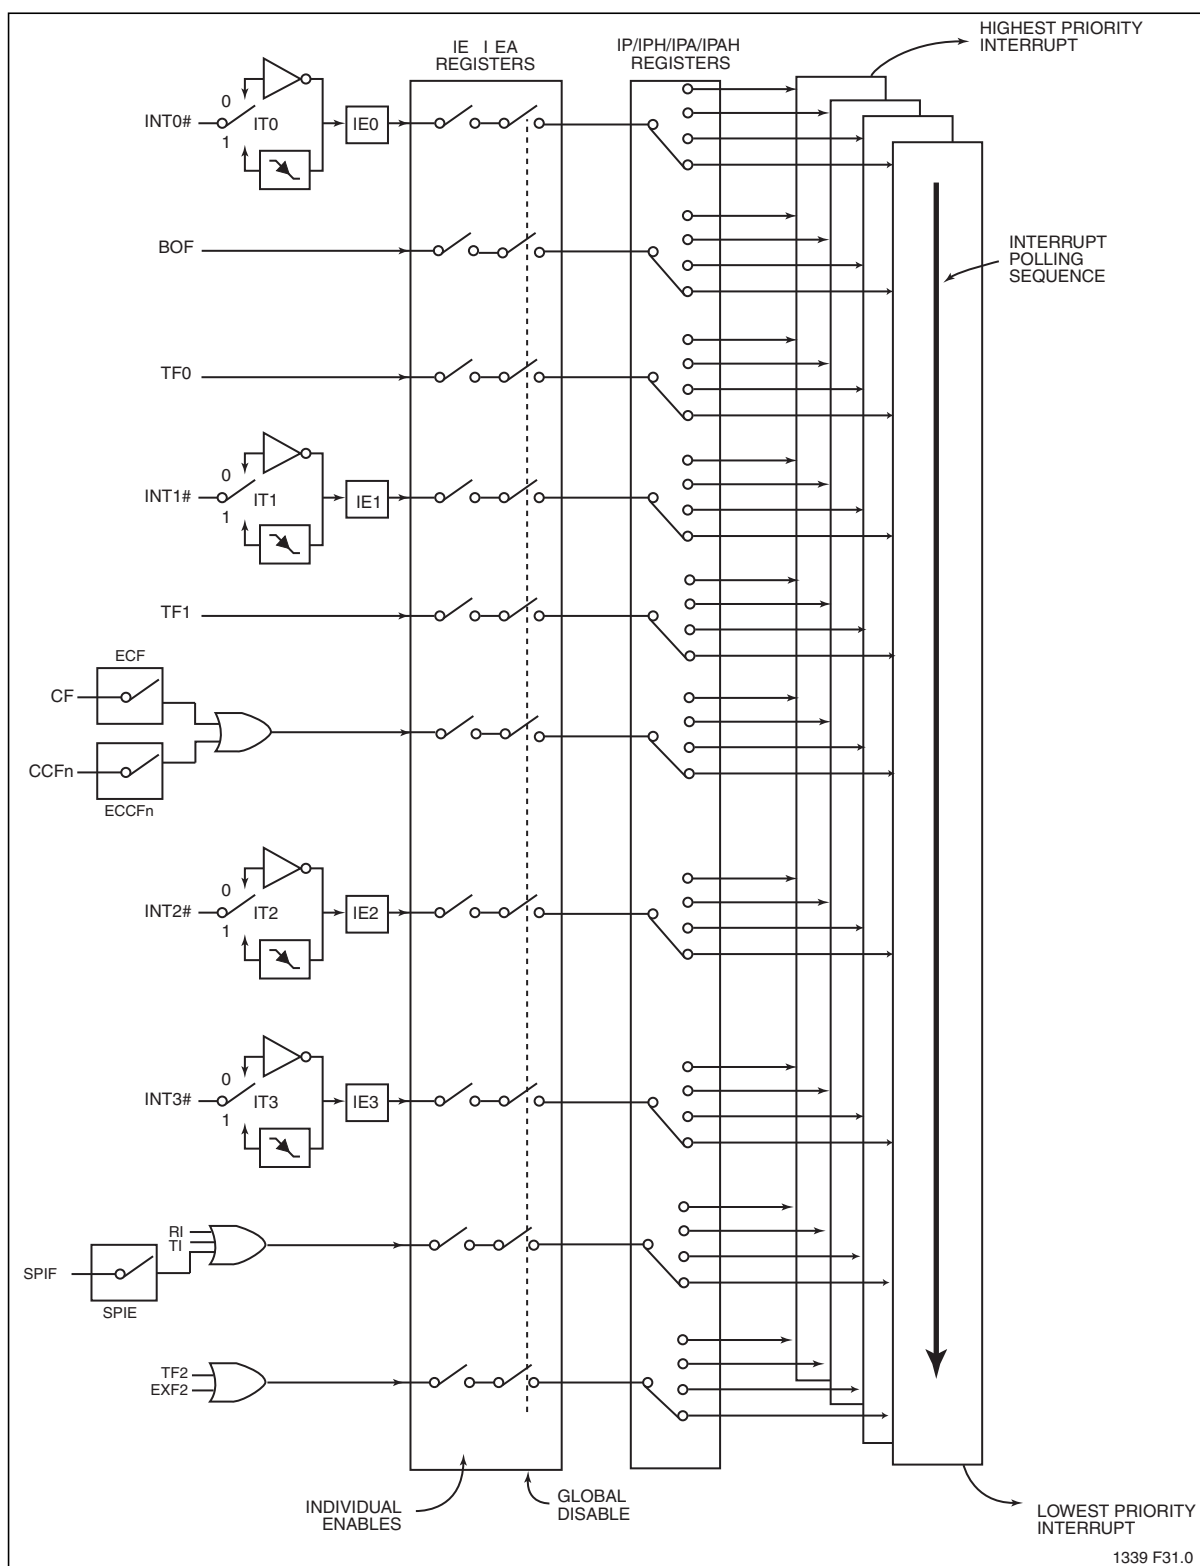 HIGHEST PRIORITY
INTERRUPT
IE I EA
REGISTERS
IP/IPH/IPA/IPAH
REGISTERS
0
INT0#
IT0
IE0
1
BOF
INTERRUPT
POLLING
SEQUENCE
TF0
0
INT1#
IT1
IE1
1
TF1
ECF
CF
CCFn
ECCFn
0
INT2#
IT2
IE2
1
0
INT3#
IT3
IE3
1
RI
TI
SPIF
SPIE
TF2
EXF2
INDIVIDUAL
ENABLES
GLOBAL
DISABLE
LOWEST PRIORITY
INTERRUPT
1339 F31.0